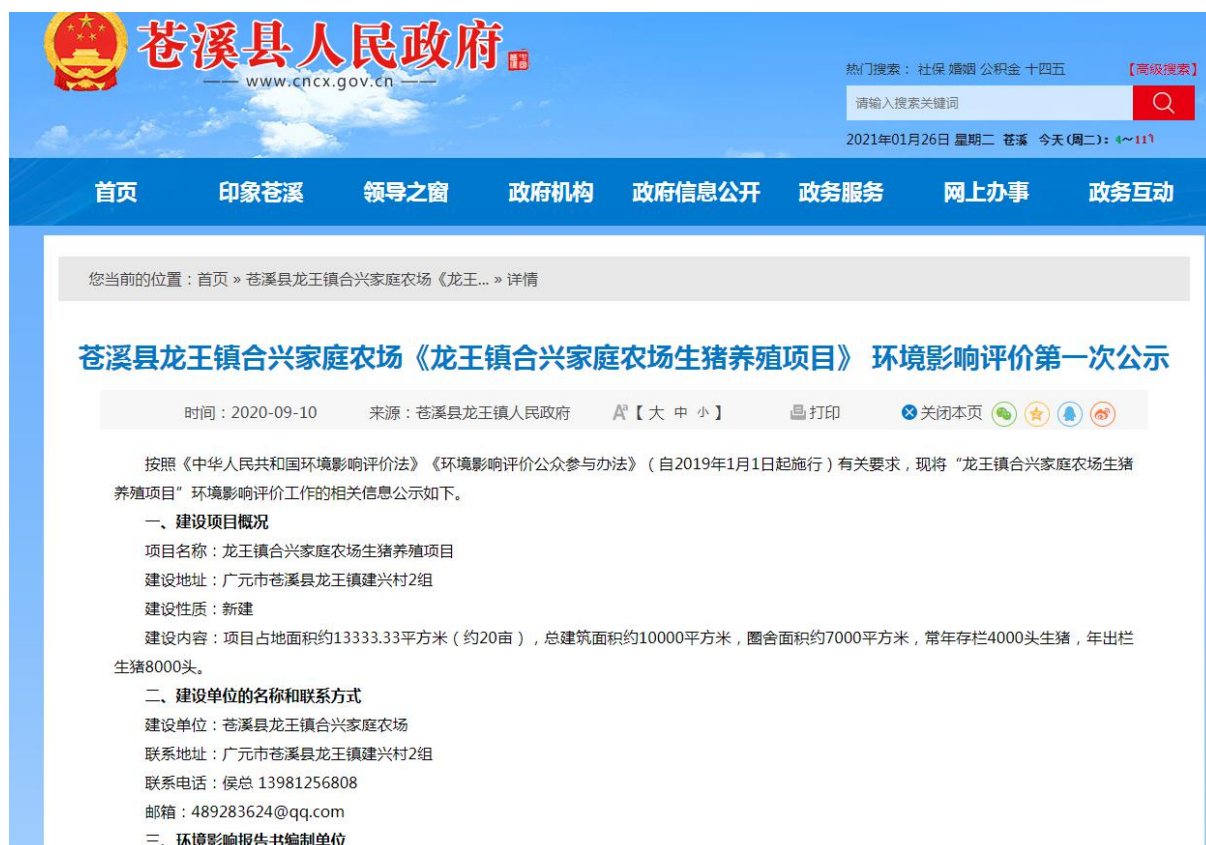 苍溪县人民政府
—— www.cncx.gov.cn ——
热门搜索： 社保 婚姻 公积金 十四五 【高级搜索】
请输入搜索关键词
2021年01月26日 星期二 苍溪 今天(周二)：4~11
首页 印象苍溪 领导之窗 政府机构 政府信息公开 政务服务 网上办事 政务互动
您当前的位置：首页 » 苍溪县龙王镇合兴家庭农场《龙王... » 详情
苍溪县龙王镇合兴家庭农场《龙王镇合兴家庭农场生猪养殖项目》 环境影响评价第一次公示
时间：2020-09-10 来源：苍溪县龙王镇人民政府 【 大 中 小 】 打印 关闭本页
按照《中华人民共和国环境影响评价法》《环境影响评价公众参与办法》（自2019年1月1日起施行）有关要求，现将“龙王镇合兴家庭农场生猪
养殖项目”环境影响评价工作的相关信息公示如下。
一、建设项目概况
项目名称：龙王镇合兴家庭农场生猪养殖项目
建设地址：广元市苍溪县龙王镇建兴村2组
建设性质：新建
建设内容：项目占地面积约13333.33平方米（约20亩），总建筑面积约10000平方米，圈舍面积约7000平方米，常年存栏4000头生猪，年出栏
生猪8000头。
二、建设单位的名称和联系方式
建设单位：苍溪县龙王镇合兴家庭农场
联系地址：广元市苍溪县龙王镇建兴村2组
联系电话：侯总 13981256808
邮箱：489283624@qq.com
三、环境影响报告书编制单位